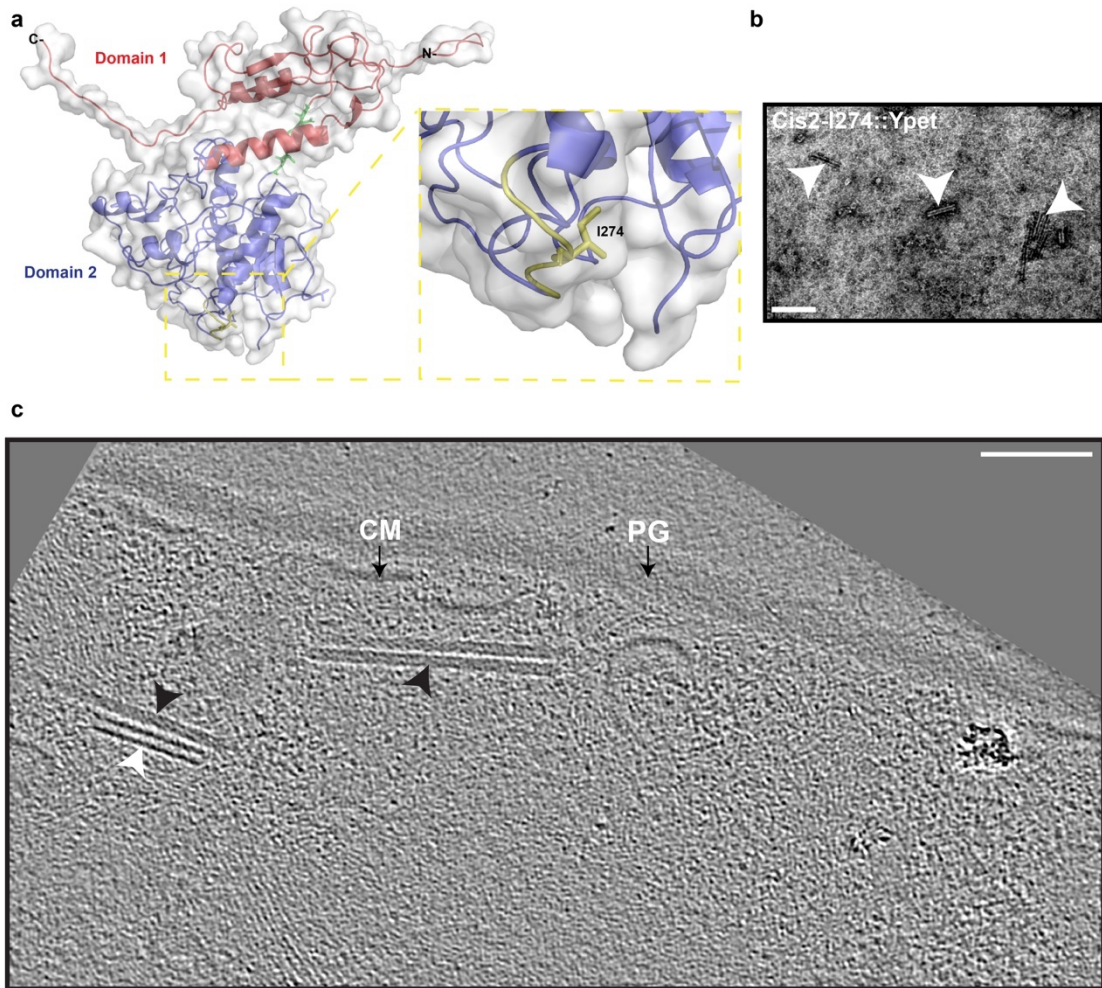 a
C-
Domain 1
N-
Domain 2
I274
b
Cis2-I274::Ypet
c
CM
PG